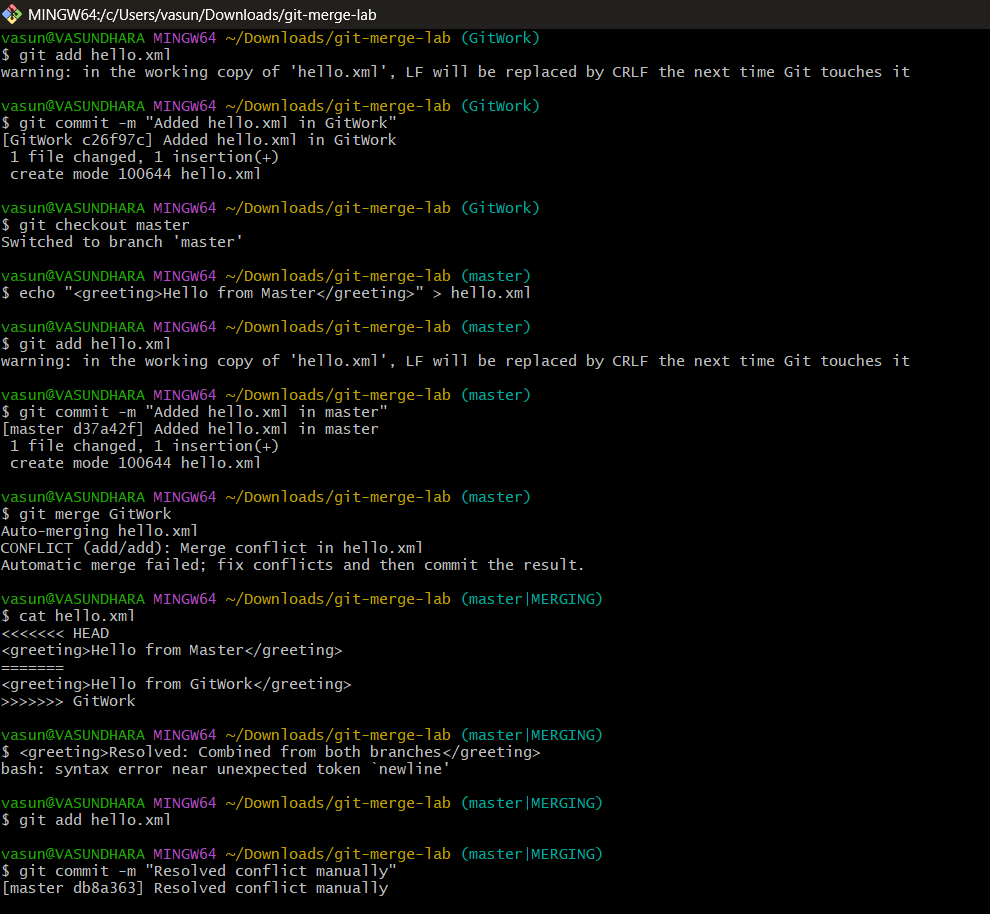 MINGW64:/c/Users/vasun/Downloads/git-merge-lab
vasun@VASUNDHARA MINGW64 ~/Downloads/git-merge-lab (GitWork)
$ git add hello.xml
warning: in the working copy of 'hello.xml', LF will be replaced by CRLF the next time Git touches it
vasun@VASUNDHARA MINGW64 ~/Downloads/git-merge-lab (GitWork)
$ git commit -m "Added hello.xml in GitWork"
[GitWork c26f97c] Added hello.xml in GitWork
 1 file changed, 1 insertion(+)
 create mode 100644 hello.xml
vasun@VASUNDHARA MINGW64 ~/Downloads/git-merge-lab (GitWork)
$ git checkout master
Switched to branch 'master'
vasun@VASUNDHARA MINGW64 ~/Downloads/git-merge-lab (master)
$ echo "<greeting>Hello from Master</greeting>" > hello.xml
vasun@VASUNDHARA MINGW64 ~/Downloads/git-merge-lab (master)
$ git add hello.xml
warning: in the working copy of 'hello.xml', LF will be replaced by CRLF the next time Git touches it
vasun@VASUNDHARA MINGW64 ~/Downloads/git-merge-lab (master)
$ git commit -m "Added hello.xml in master"
[master d37a42f] Added hello.xml in master
 1 file changed, 1 insertion(+)
 create mode 100644 hello.xml
vasun@VASUNDHARA MINGW64 ~/Downloads/git-merge-lab (master)
$ git merge GitWork
Auto-merging hello.xml
CONFLICT (add/add): Merge conflict in hello.xml
Automatic merge failed; fix conflicts and then commit the result.
vasun@VASUNDHARA MINGW64 ~/Downloads/git-merge-lab (master|MERGING)
$ cat hello.xml
<<<<<<< HEAD
<greeting>Hello from Master</greeting>
=======
<greeting>Hello from GitWork</greeting>
>>>>>>> GitWork
vasun@VASUNDHARA MINGW64 ~/Downloads/git-merge-lab (master|MERGING)
$ <greeting>Resolved: Combined from both branches</greeting>
bash: syntax error near unexpected token `newline'
vasun@VASUNDHARA MINGW64 ~/Downloads/git-merge-lab (master|MERGING)
$ git add hello.xml
vasun@VASUNDHARA MINGW64 ~/Downloads/git-merge-lab (master|MERGING)
$ git commit -m "Resolved conflict manually"
[master db8a363] Resolved conflict manually